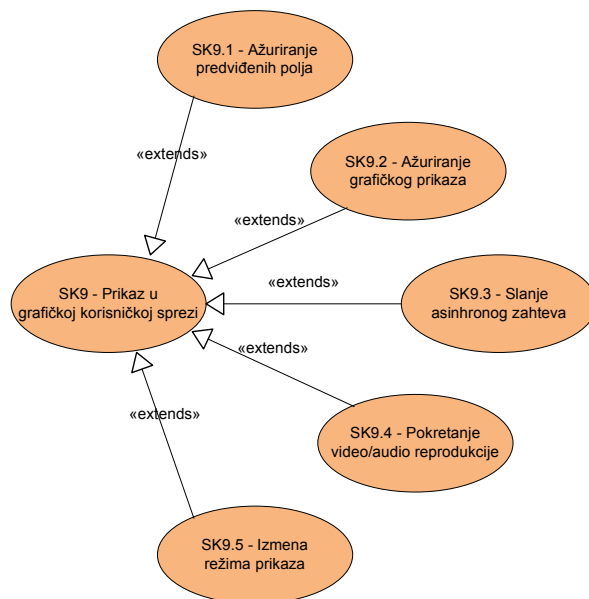 SK9.1 - Ažuriranje
predviđenih polja
«extends»
SK9.2 - Ažuriranje
grafičkog prikaza
«extends»
SK9 - Prikaz u
grafičkoj korisničkoj sprezi
«extends»
SK9.3 - Slanje
asinhronog zahteva
«extends»
SK9.4 - Pokretanje
video/audio reprodukcije
«extends»
SK9.5 - Izmena
režima prikaza